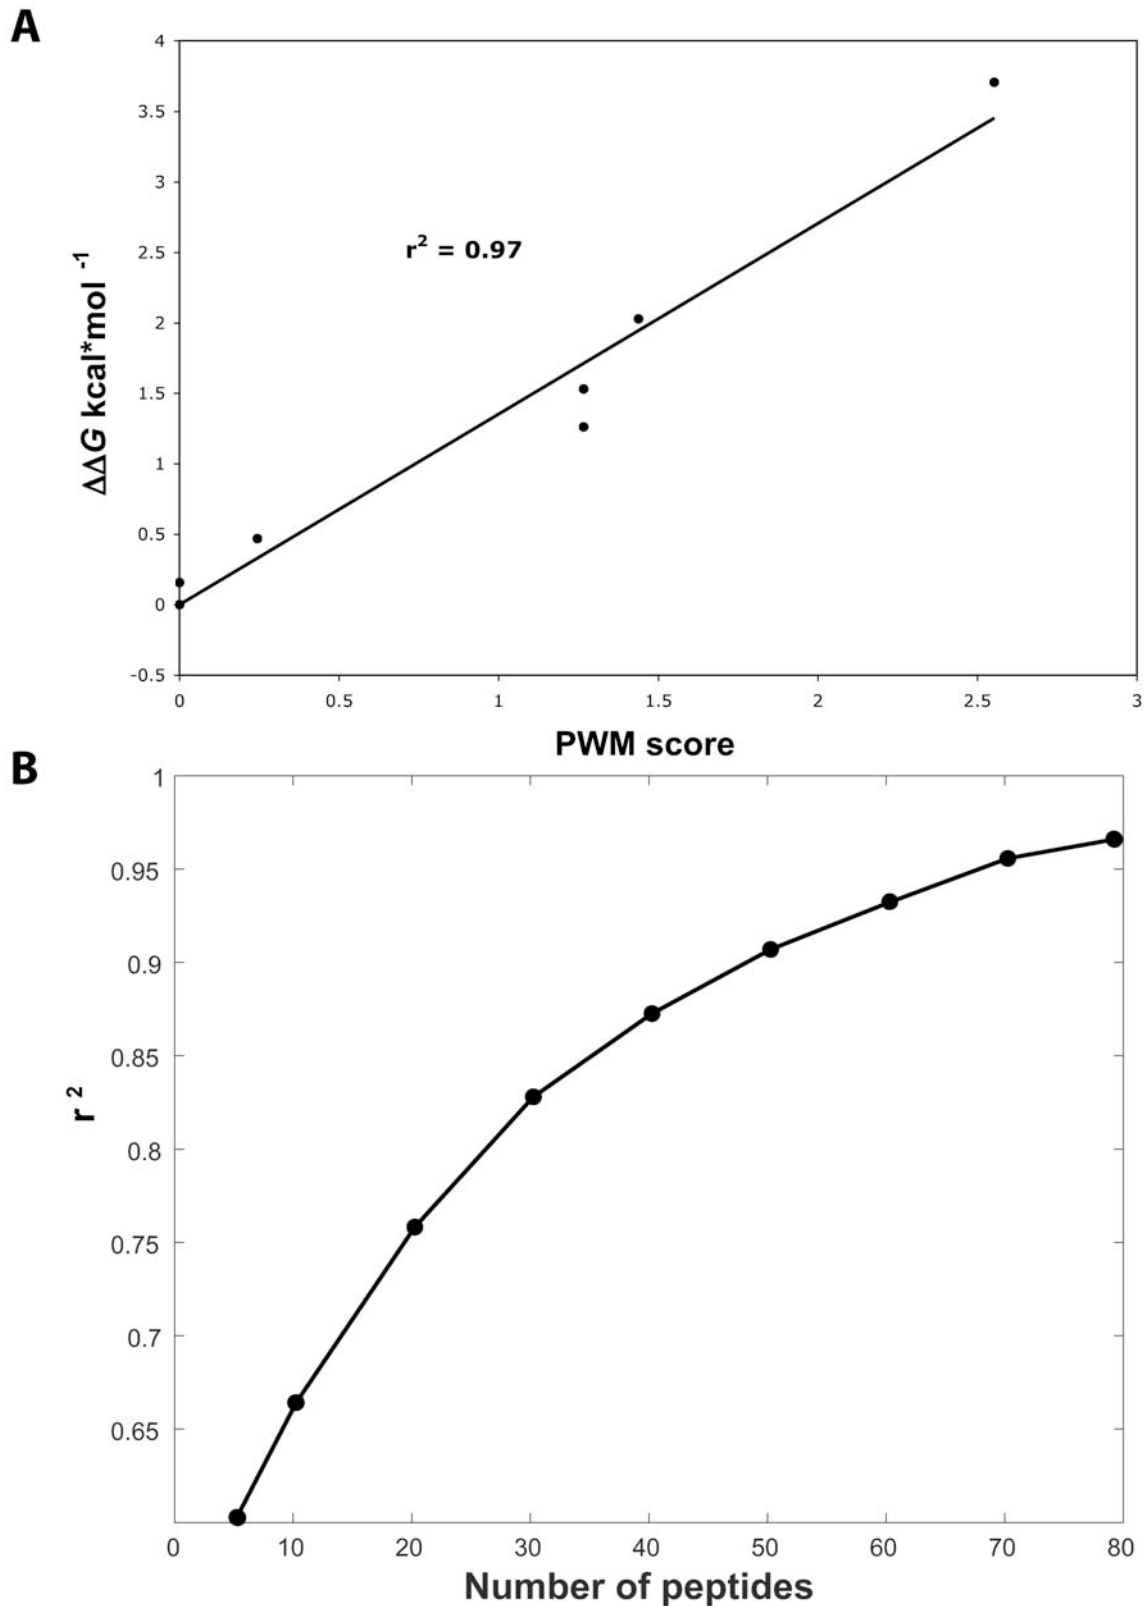 A
4
3.5
3
2.5
2
1.5
1
0.5
0
-0.5
ΔΔG kcal*mol -1
r2 = 0.97
0 0.5 1 1.5 2 2.5 3
PWM score
B
1
0.95
0.9
0.85
0.8
0.75
0.7
0.65
r 2
0 10 20 30 40 50 60 70 80
Number of peptides